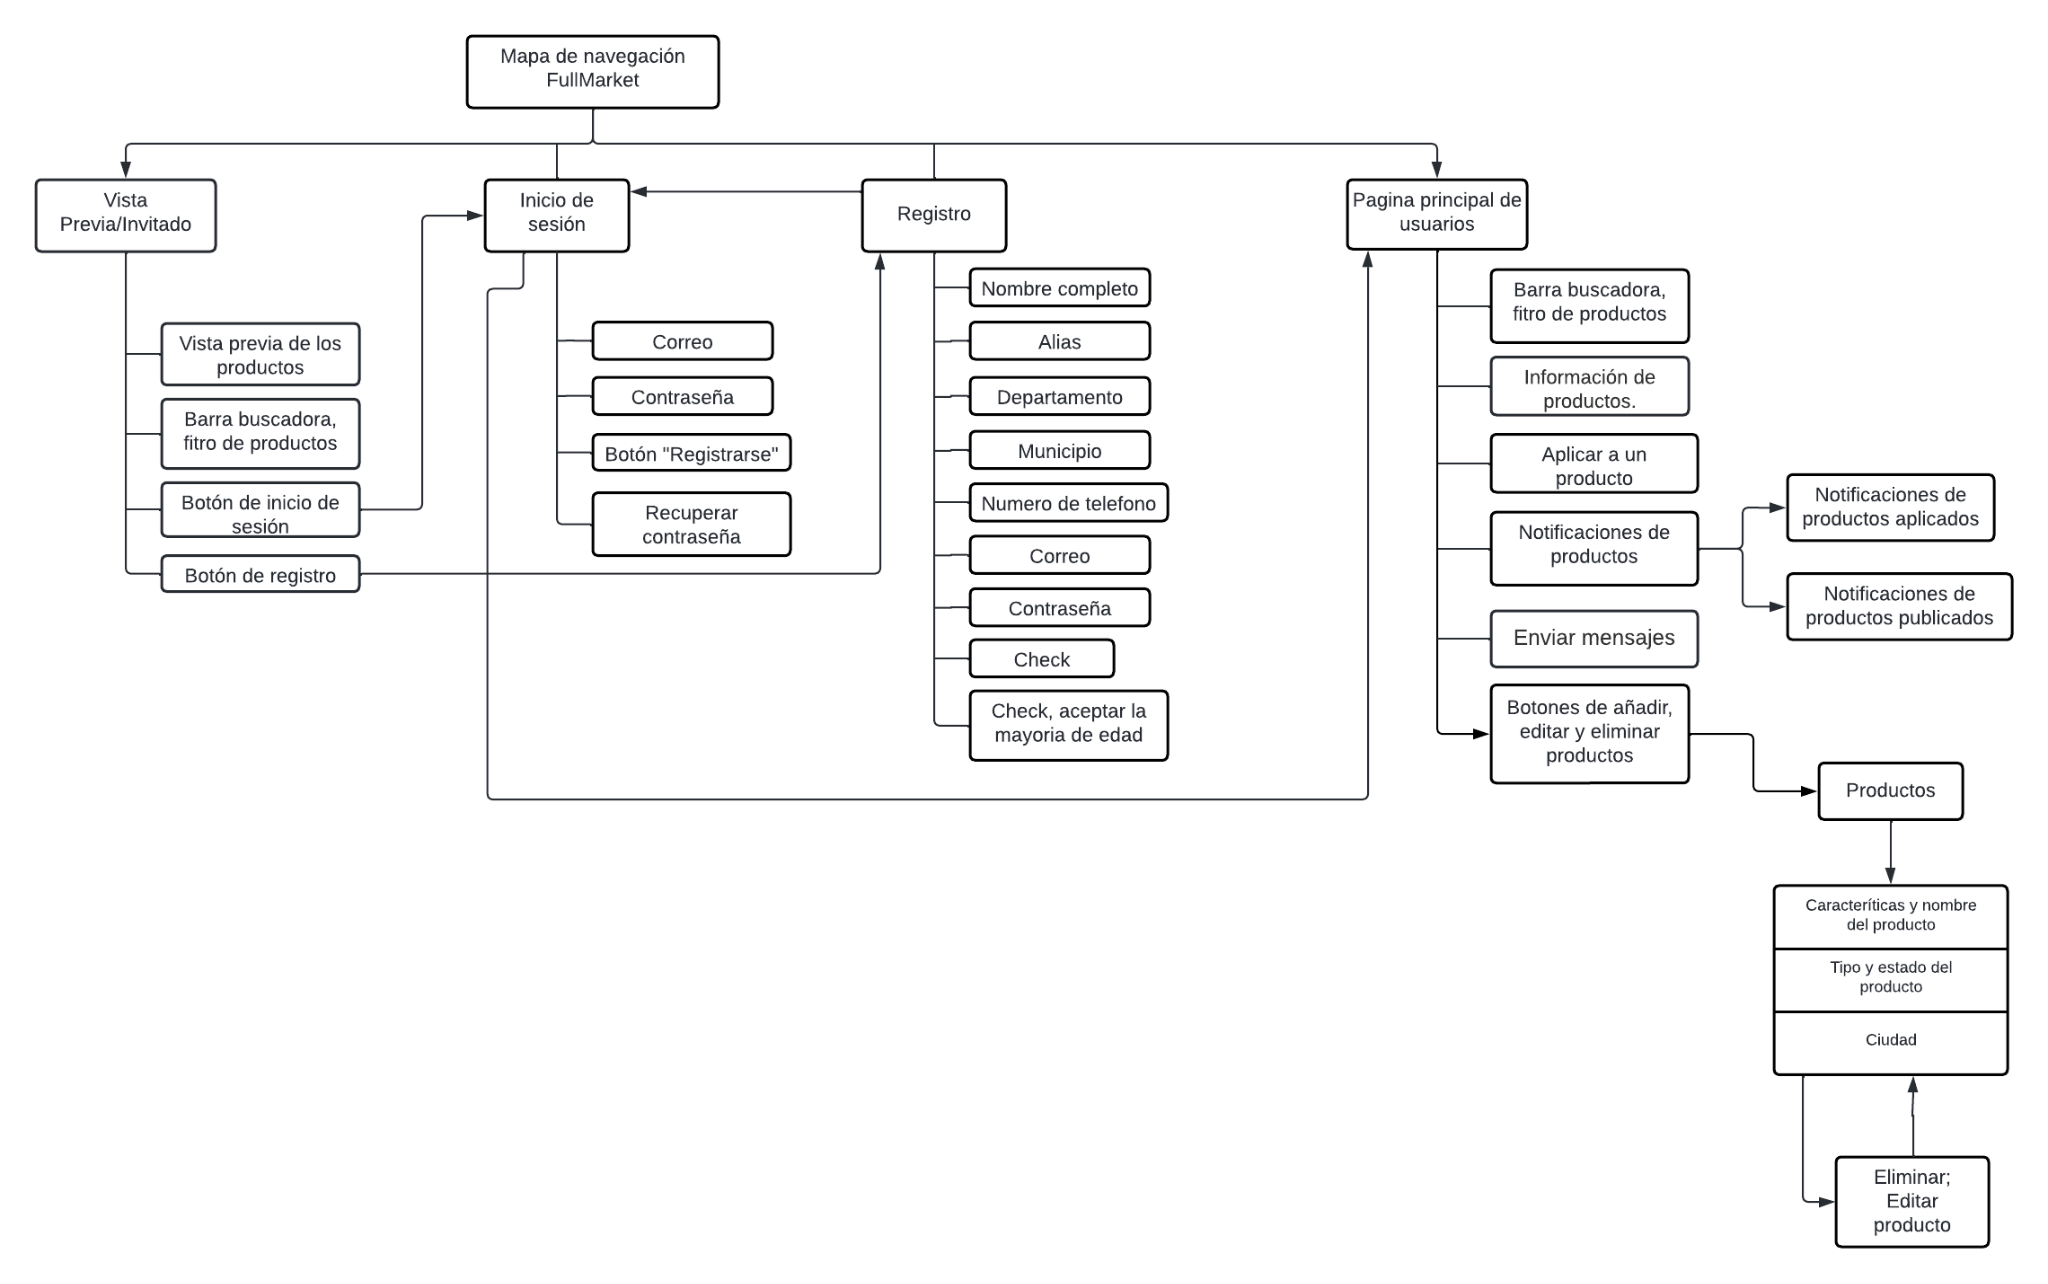 Mapa de navegación
FullMarket
Vista
Previa/Invitado
Vista previa de los
productos
Barra buscadora,
fitro de productos
Botón de inicio de
sesión
Botón de registro
Inicio de
sesión
Correo
Contraseña
Botón "Registrarse"
Recuperar
contraseña
Registro
Nombre completo
Alias
Departamento
Municipio
Numero de telefono
Correo
Contraseña
Check
Check, aceptar la
mayoria de edad
Pagina principal de
usuarios
Barra buscadora,
fitro de productos
Información de
productos.
Aplicar a un
producto
Notificaciones de
productos
Notificaciones de
productos aplicados
Notificaciones de
productos publicados
Enviar mensajes
Botones de añadir,
editar y eliminar
productos
Productos
Caracteríticas y nombre
del producto
Tipo y estado del
producto
Ciudad
Eliminar;
Editar
producto